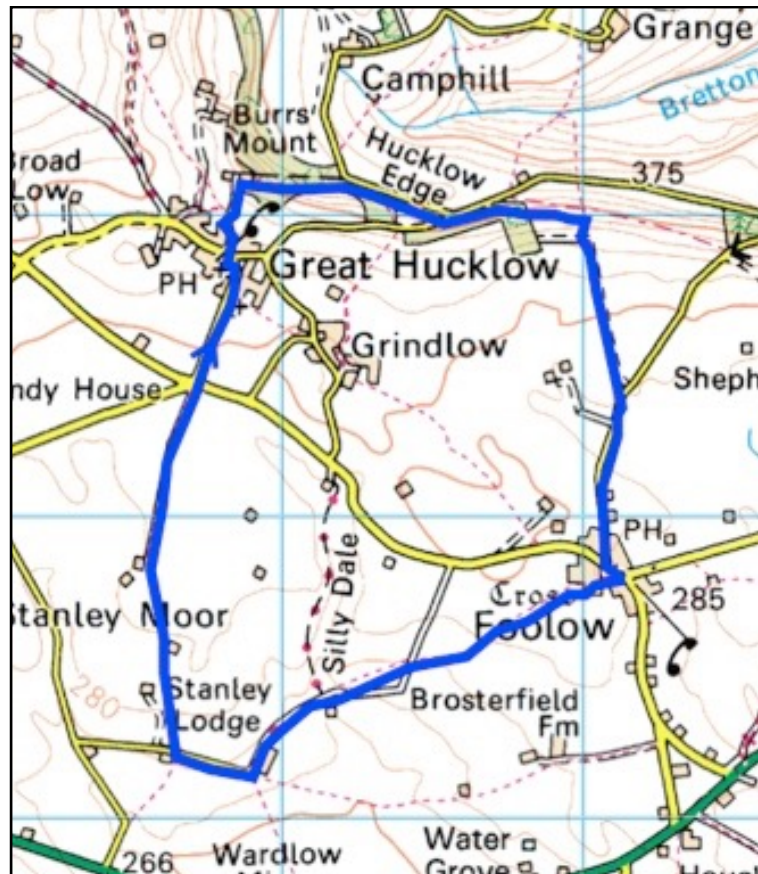 Grange
Camphill
Bretton
Burrs
Mount
Hucklow
Edge
375
Broad
Low
PH
Great Hucklow
Grindlow
ndy House
Sheph
PH
Silly Dale
Cross
Foolow
285
Stanley Moor
280
Stanley
Lodge
Brosterfield
Fm
266
Wardlow
Water
Grove